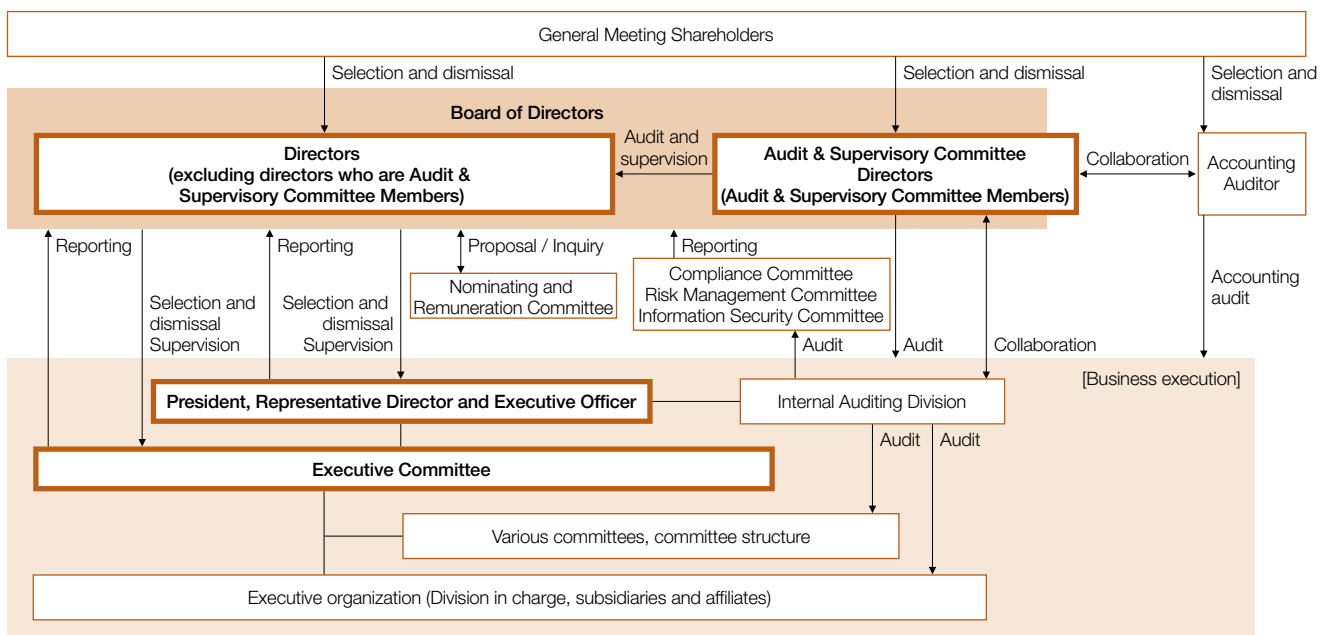 General Meeting Shareholders
Selection and dismissal
Selection and dismissal
Selection and
dismissal
Board of Directors
Directors
(excluding directors who are Audit &
Supervisory Committee Members)
Audit and
supervision
Audit & Supervisory Committee
Directors
(Audit & Supervisory Committee Members)
Collaboration
Accounting
Auditor
Reporting
Reporting
Proposal / Inquiry
Reporting
Nominating and
Remuneration Committee
Compliance Committee
Risk Management Committee
Information Security Committee
Accounting
audit
Selection and
dismissal
Supervision
Selection and
dismissal
Supervision
Audit
Audit
Collaboration
[Business execution]
President, Representative Director and Executive Officer
Internal Auditing Division
Audit
Audit
Executive Committee
Various committees, committee structure
Executive organization (Division in charge, subsidiaries and affiliates)